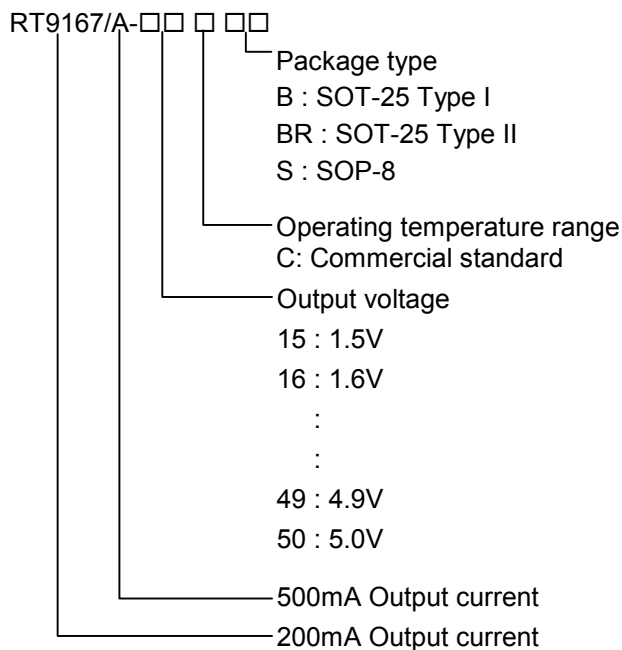 RT9167/A-□□ □ □□
Package type
B : SOT-25 Type I
BR : SOT-25 Type II
S : SOP-8
Operating temperature range
C: Commercial standard
Output voltage
15 : 1.5V
16 : 1.6V
:
:
49 : 4.9V
50 : 5.0V
500mA Output current
200mA Output current